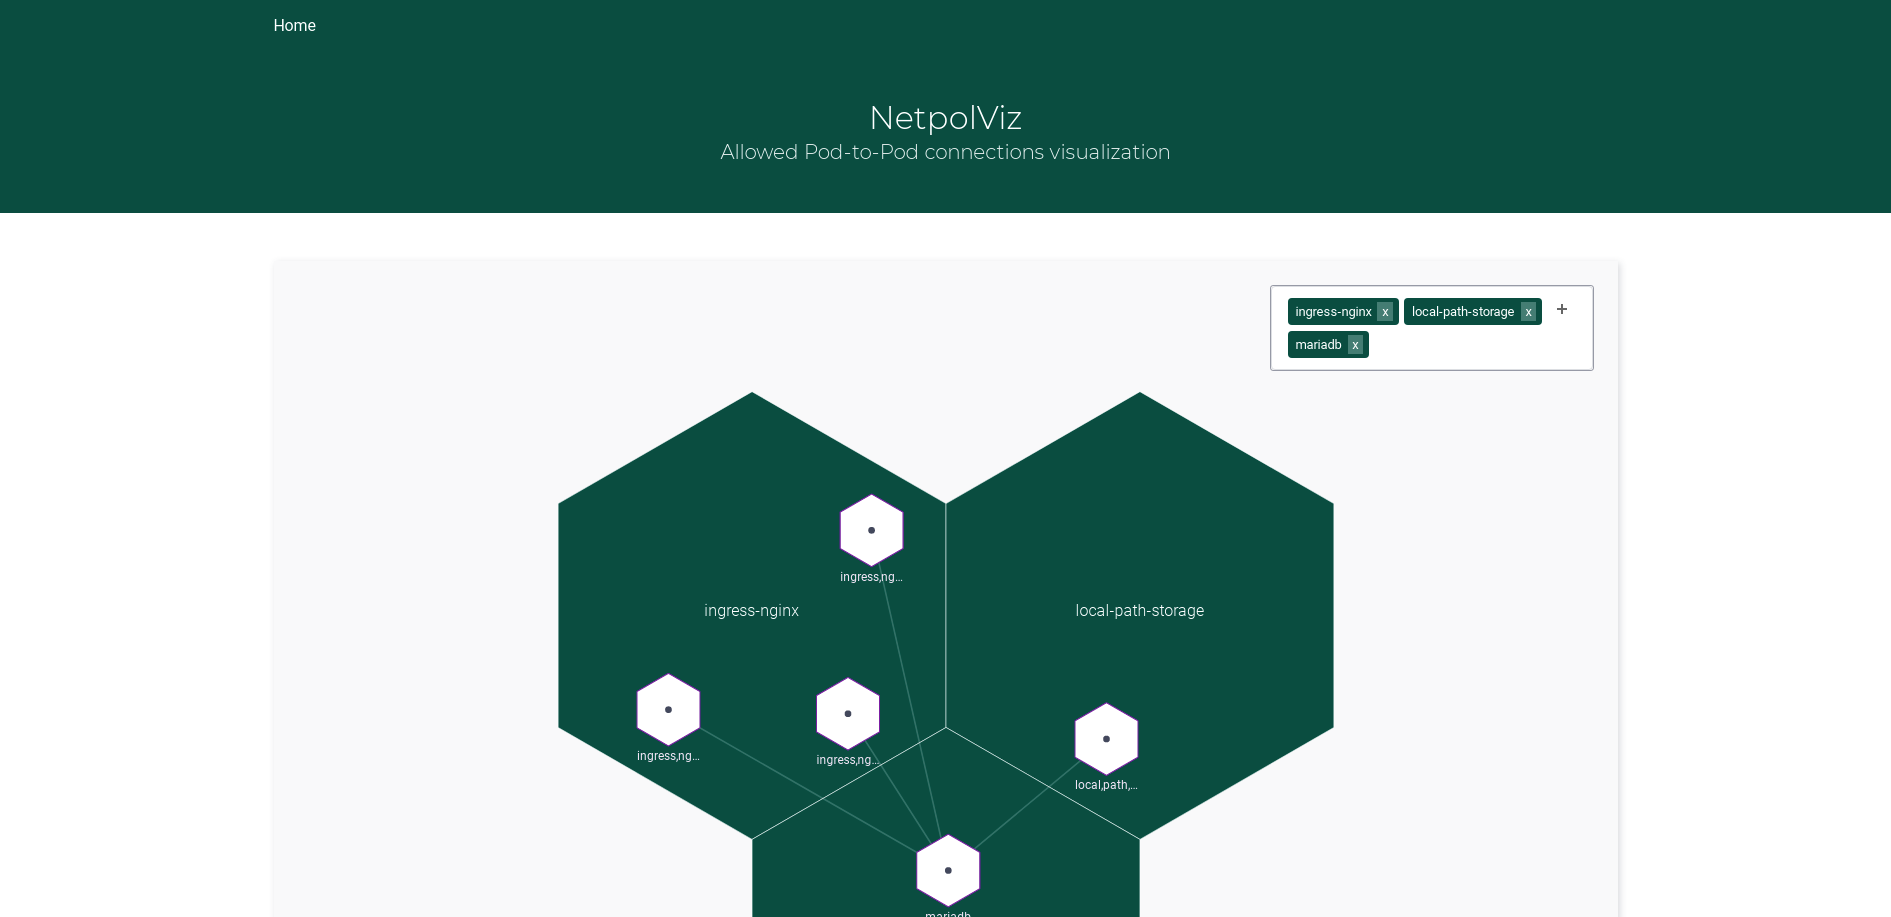 Home
NetpolViz
Allowed Pod-to-Pod connections visualization
ingress-nginx x local-path-storage x +
mariadb x
ingress,ng...
ingress-nginx
local-path-storage
ingress,ng...
ingress,ng...
local,path,...
mariadb